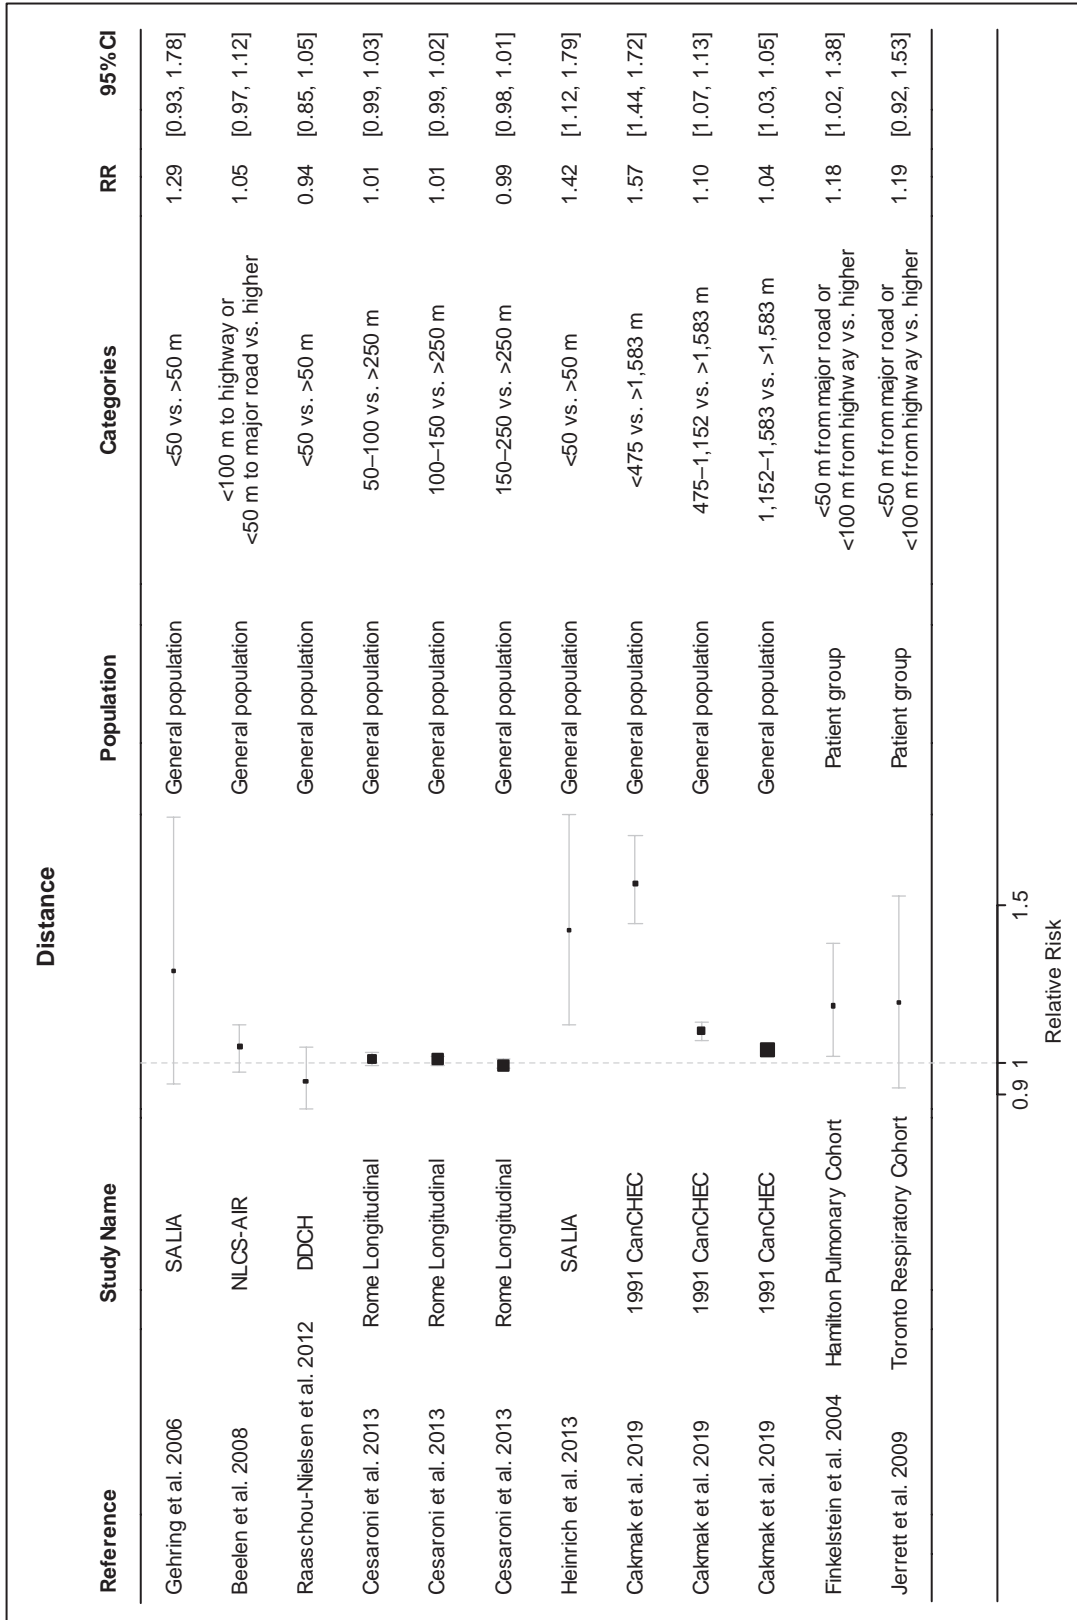 Distance
Reference Study Name Population Categories RR 95% CI
Gehring et al. 2006 SALIA General population <50 vs. >50 m 1.29 [0.93, 1.78]
Beelen et al. 2008 NLCS-AIR General population <100 m to highway or
<50 m to major road vs. higher 1.05 [0.97, 1.12]
Raaschou-Nielsen et al. 2012 DDCH General population <50 vs. >50 m 0.94 [0.85, 1.05]
Cesaroni et al. 2013 Rome Longitudinal General population 50–100 vs. >250 m 1.01 [0.99, 1.03]
Cesaroni et al. 2013 Rome Longitudinal General population 100–150 vs. >250 m 1.01 [0.99, 1.02]
Cesaroni et al. 2013 Rome Longitudinal General population 150–250 vs. >250 m 0.99 [0.98, 1.01]
Heinrich et al. 2013 SALIA General population <50 vs. >50 m 1.42 [1.12, 1.79]
Cakmak et al. 2019 1991 CanCHEC General population <475 vs. >1,583 m 1.57 [1.44, 1.72]
Cakmak et al. 2019 1991 CanCHEC General population 475–1,152 vs. >1,583 m 1.10 [1.07, 1.13]
Cakmak et al. 2019 1991 CanCHEC General population 1,152–1,583 vs. >1,583 m 1.04 [1.03, 1.05]
Finkelstein et al. 2004 Hamilton Pulmonary Cohort Patient group <50 m from major road or
<100 m from highway vs. higher 1.18 [1.02, 1.38]
Jerrett et al. 2009 Toronto Respiratory Cohort Patient group <50 m from major road or
<100 m from highway vs. higher 1.19 [0.92, 1.53]
0.9 1 1.5
Relative Risk